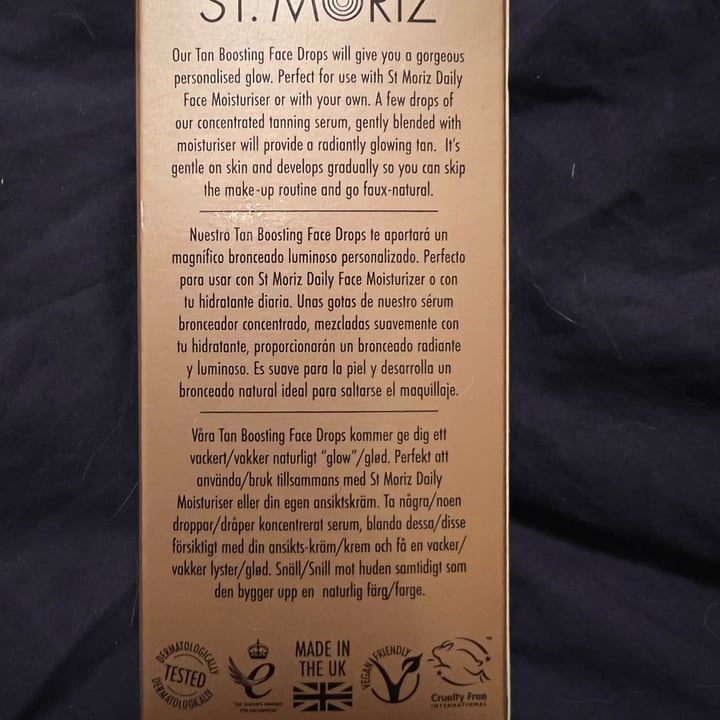 ST. MORIZ
Our Tan Boosting Face Drops will give you a gorgeous
personalised glow. Perfect for use with St Moriz Daily
Face Moisturiser or with your own. A few drops of
our concentrated tanning serum, gently blended with
moisturiser will provide a radiantly glowing tan. It's
gentle on skin and develops gradually so you can skip
the make-up routine and go faux-natural.
Nuestro Tan Boosting Face Drops te aportará un
magnífico bronceado luminoso personalizado. Perfecto
para usar con St Moriz Daily Face Moisturizer o con
tu hidratante diaria. Unas gotas de nuestro sérum
bronceador concentrado, mezcladas suavemente con
tu hidratante, proporcionarán un bronceado radiante
y luminoso. Es suave para la piel y desarrolla un
bronceado natural ideal para saltarse el maquillaje.
Våra Tan Boosting Face Drops kommer ge dig ett
vackert/vakker naturligt "glow"/glød. Perfekt att
använda/bruk tillsammans med St Moriz Daily
Moisturiser eller din egen ansiktskräm. Ta några/noen
droppar/dråper koncentrerat serum, blanda dessa/disse
försiktigt med din ansikts-kräm/krem och få en vacker/
vakker lyster/glød. Snäll/Snill mot huden samtidigt som
den bygger upp en naturlig färg/farge.
DERMATOLOGICALLY
TESTED
DERMATOLOGICALLY
THE QUEEN'S AWARDS
FOR ENTERPRISE
MADE IN
THE UK
VEGAN FRIENDLY
Cruelty Free
INTERNATIONAL
TM